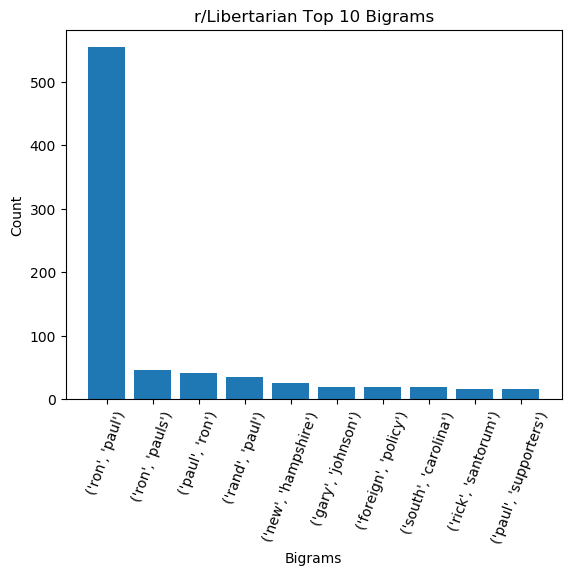 r/Libertarian Top 10 Bigrams
Count
500
400
300
200
100
0
('ron', 'paul')
('ron', 'pauls')
('paul', 'ron')
('rand', 'paul')
('new', 'hampshire')
('gary', 'johnson')
('foreign', 'policy')
('south', 'carolina')
('rick', 'santorum')
('paul', 'supporters')
Bigrams